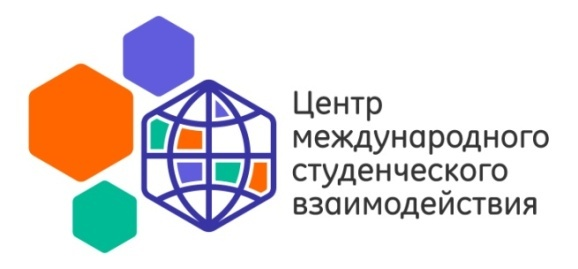 Центр
международного
студенческого
взаимодействия